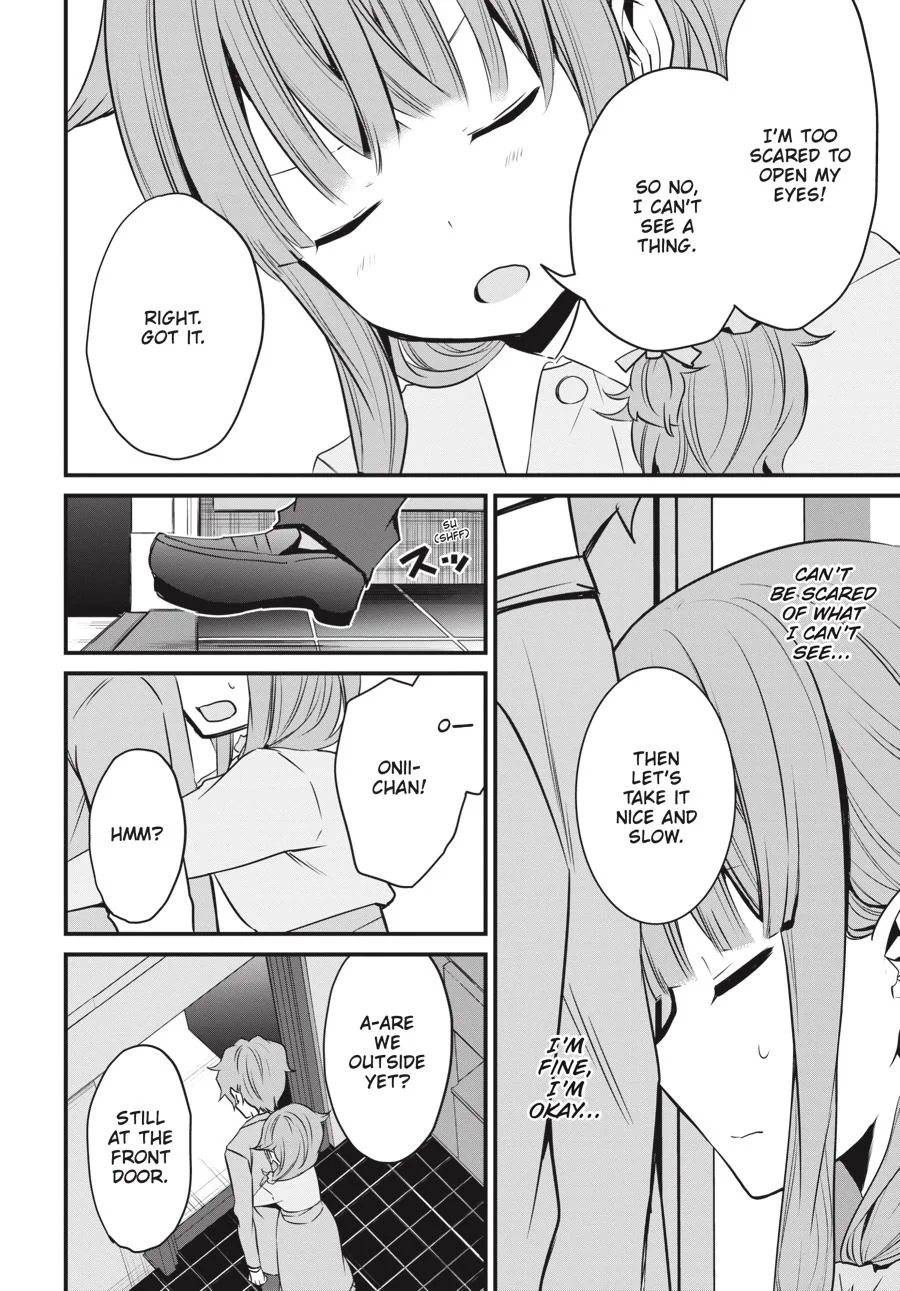 I'M TOO
SCARED TO
OPEN MY
EYES!
SO NO,
I CAN'T
SEE A
THING.
RIGHT.
GOT IT.
CAN'T
BE SCARED
OF WHAT
I CAN'T
SEE...
THEN
LET'S
TAKE IT
NICE AND
SLOW.
I'M
FINE,
I'M
OKAY...
SU
(SHFF)
スッ
O—
ONII-
CHAN!
HMM?
A-ARE
WE
OUTSIDE
YET?
STILL
AT THE
FRONT
DOOR.